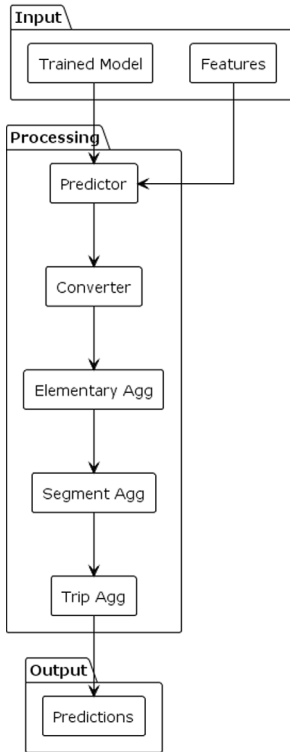 Input
Trained Model
Features
Processing
Predictor
Converter
Elementary Agg
Segment Agg
Trip Agg
Output
Predictions